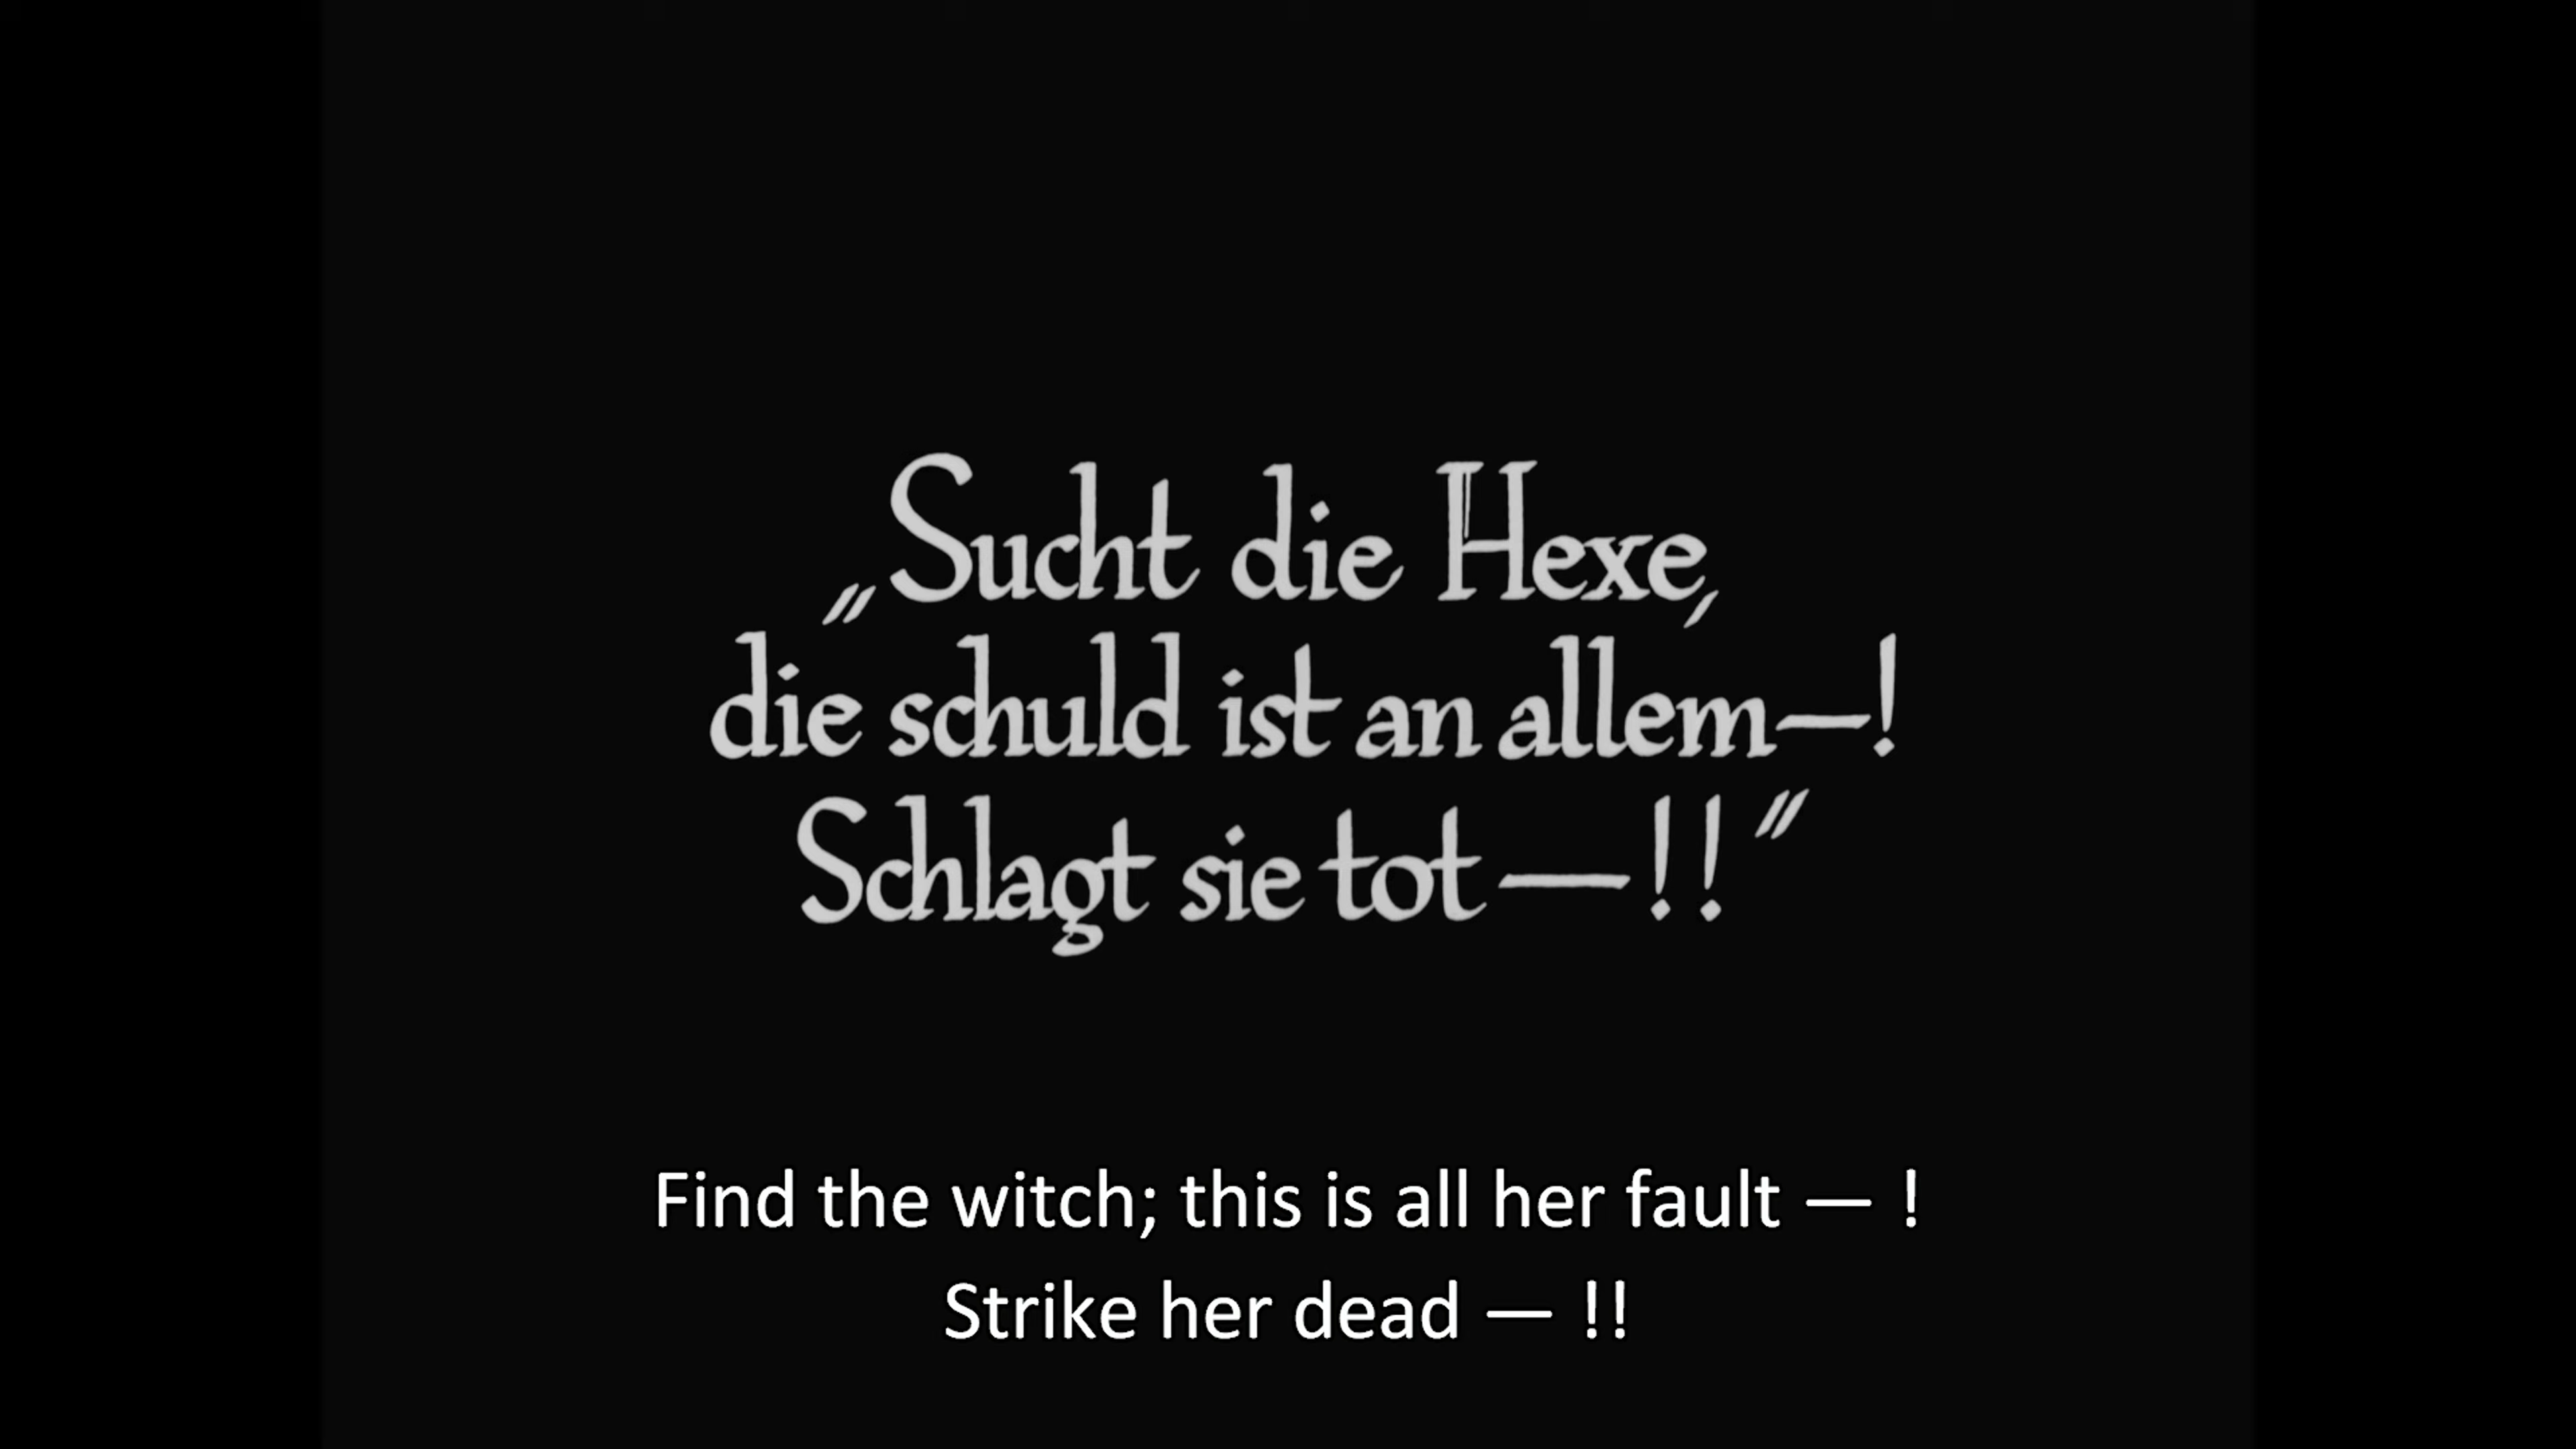 „Sucht die Hexe,
die schuld ist an allem—!
Schlagt sie tot—!!"
Find the witch; this is all her fault — !
Strike her dead — !!